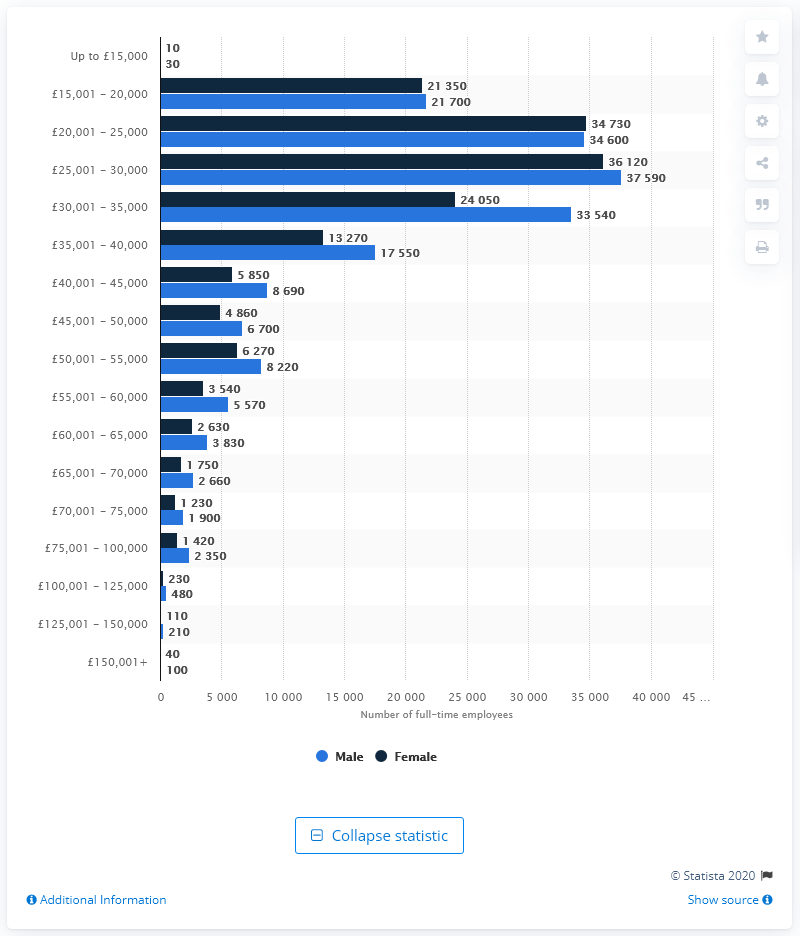 Up to £15,000
10
30
£15,001 – 20,000
21 350
21 700
£20,001 – 25,000
34 730
34 600
£25,001 – 30,000
36 120
37 590
£30,001 – 35,000
24 050
33 540
£35,001 – 40,000
13 270
17 550
£40,001 – 45,000
5 850
8 690
£45,001 – 50,000
4 860
6 700
£50,001 – 55,000
6 270
8 220
£55,001 – 60,000
3 540
5 570
£60,001 – 65,000
2 630
3 830
£65,001 – 70,000
1 750
2 660
£70,001 – 75,000
1 230
1 900
£75,001 – 100,000
1 420
2 350
£100,001 – 125,000
230
480
£125,001 – 150,000
110
210
£150,001+
40
100
0 5 000 10 000 15 000 20 000 25 000 30 000 35 000 40 000 45 ...
Number of full-time employees
Male Female
Collapse statistic
© Statista 2020
Additional Information Show source